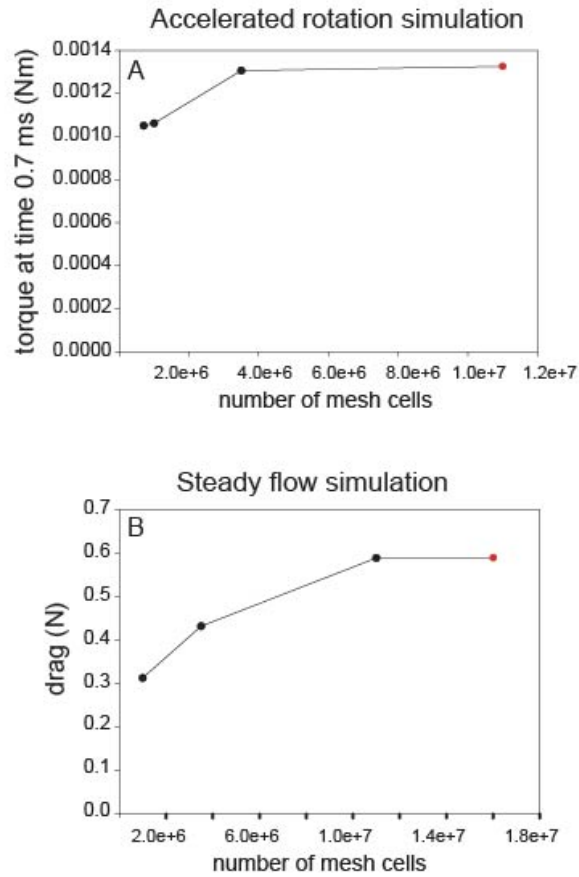 Accelerated rotation simulation
A
torque at time 0.7 ms (Nm)
0.0014
0.0012
0.0010
0.0008
0.0006
0.0004
0.0002
0.0000
2.0e+6 4.0e+6 6.0e+6 8.0e+6 1.0e+7 1.2e+7
number of mesh cells
Steady flow simulation
B
drag (N)
0.7
0.6
0.5
0.4
0.3
0.2
0.1
0.0
2.0e+6 6.0e+6 1.0e+7 1.4e+7 1.8e+7
number of mesh cells